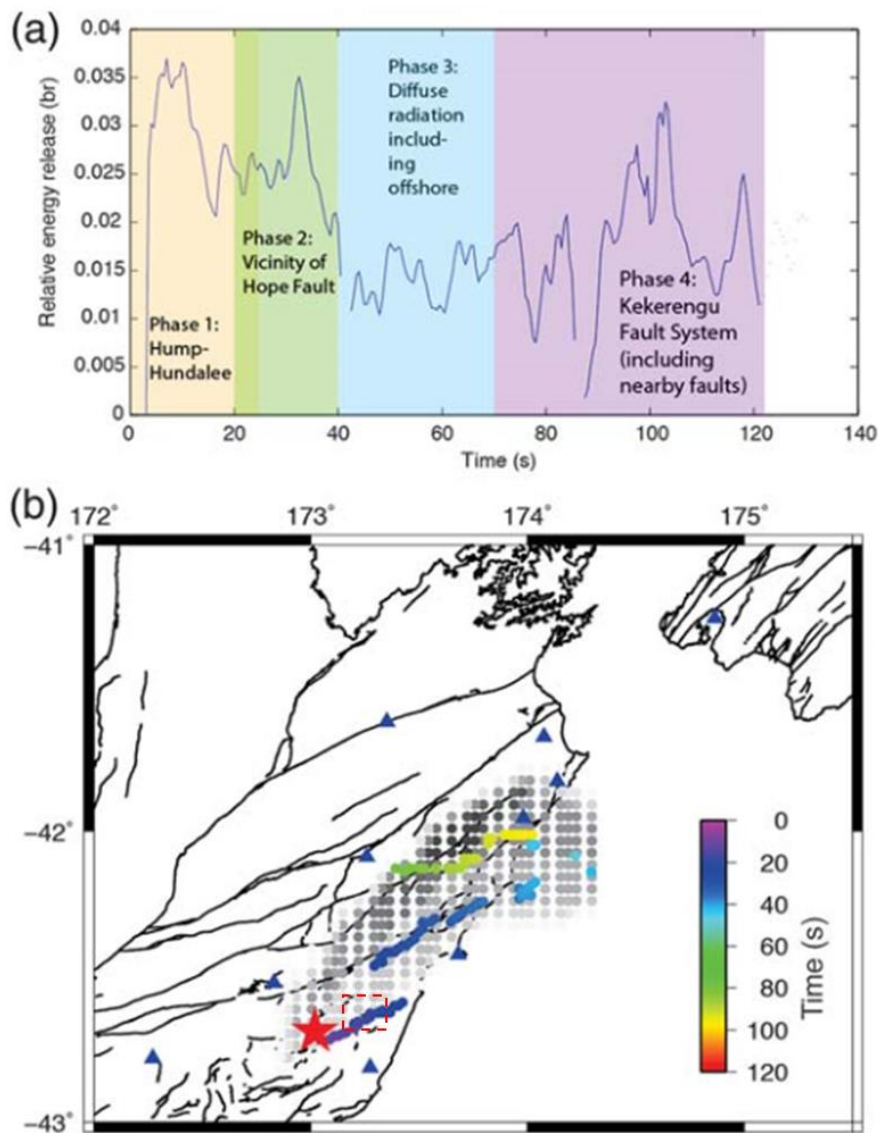 (a)
0.04
0.035
0.03
0.025
0.02
0.015
0.01
0.005
0
Relative energy release (br)
Phase 1:
Hump-
Hundalee
Phase 2:
Vicinity of
Hope Fault
Phase 3:
Diffuse
radiation
includ-
ing
offshore
Phase 4:
Kekerengu
Fault System
(including
nearby faults)
0 20 40 60 80 100 120 140
Time (s)
(b)
172° 173° 174° 175°
−41°
−42°
−43°
0
20
40
60
80
100
120
Time (s)